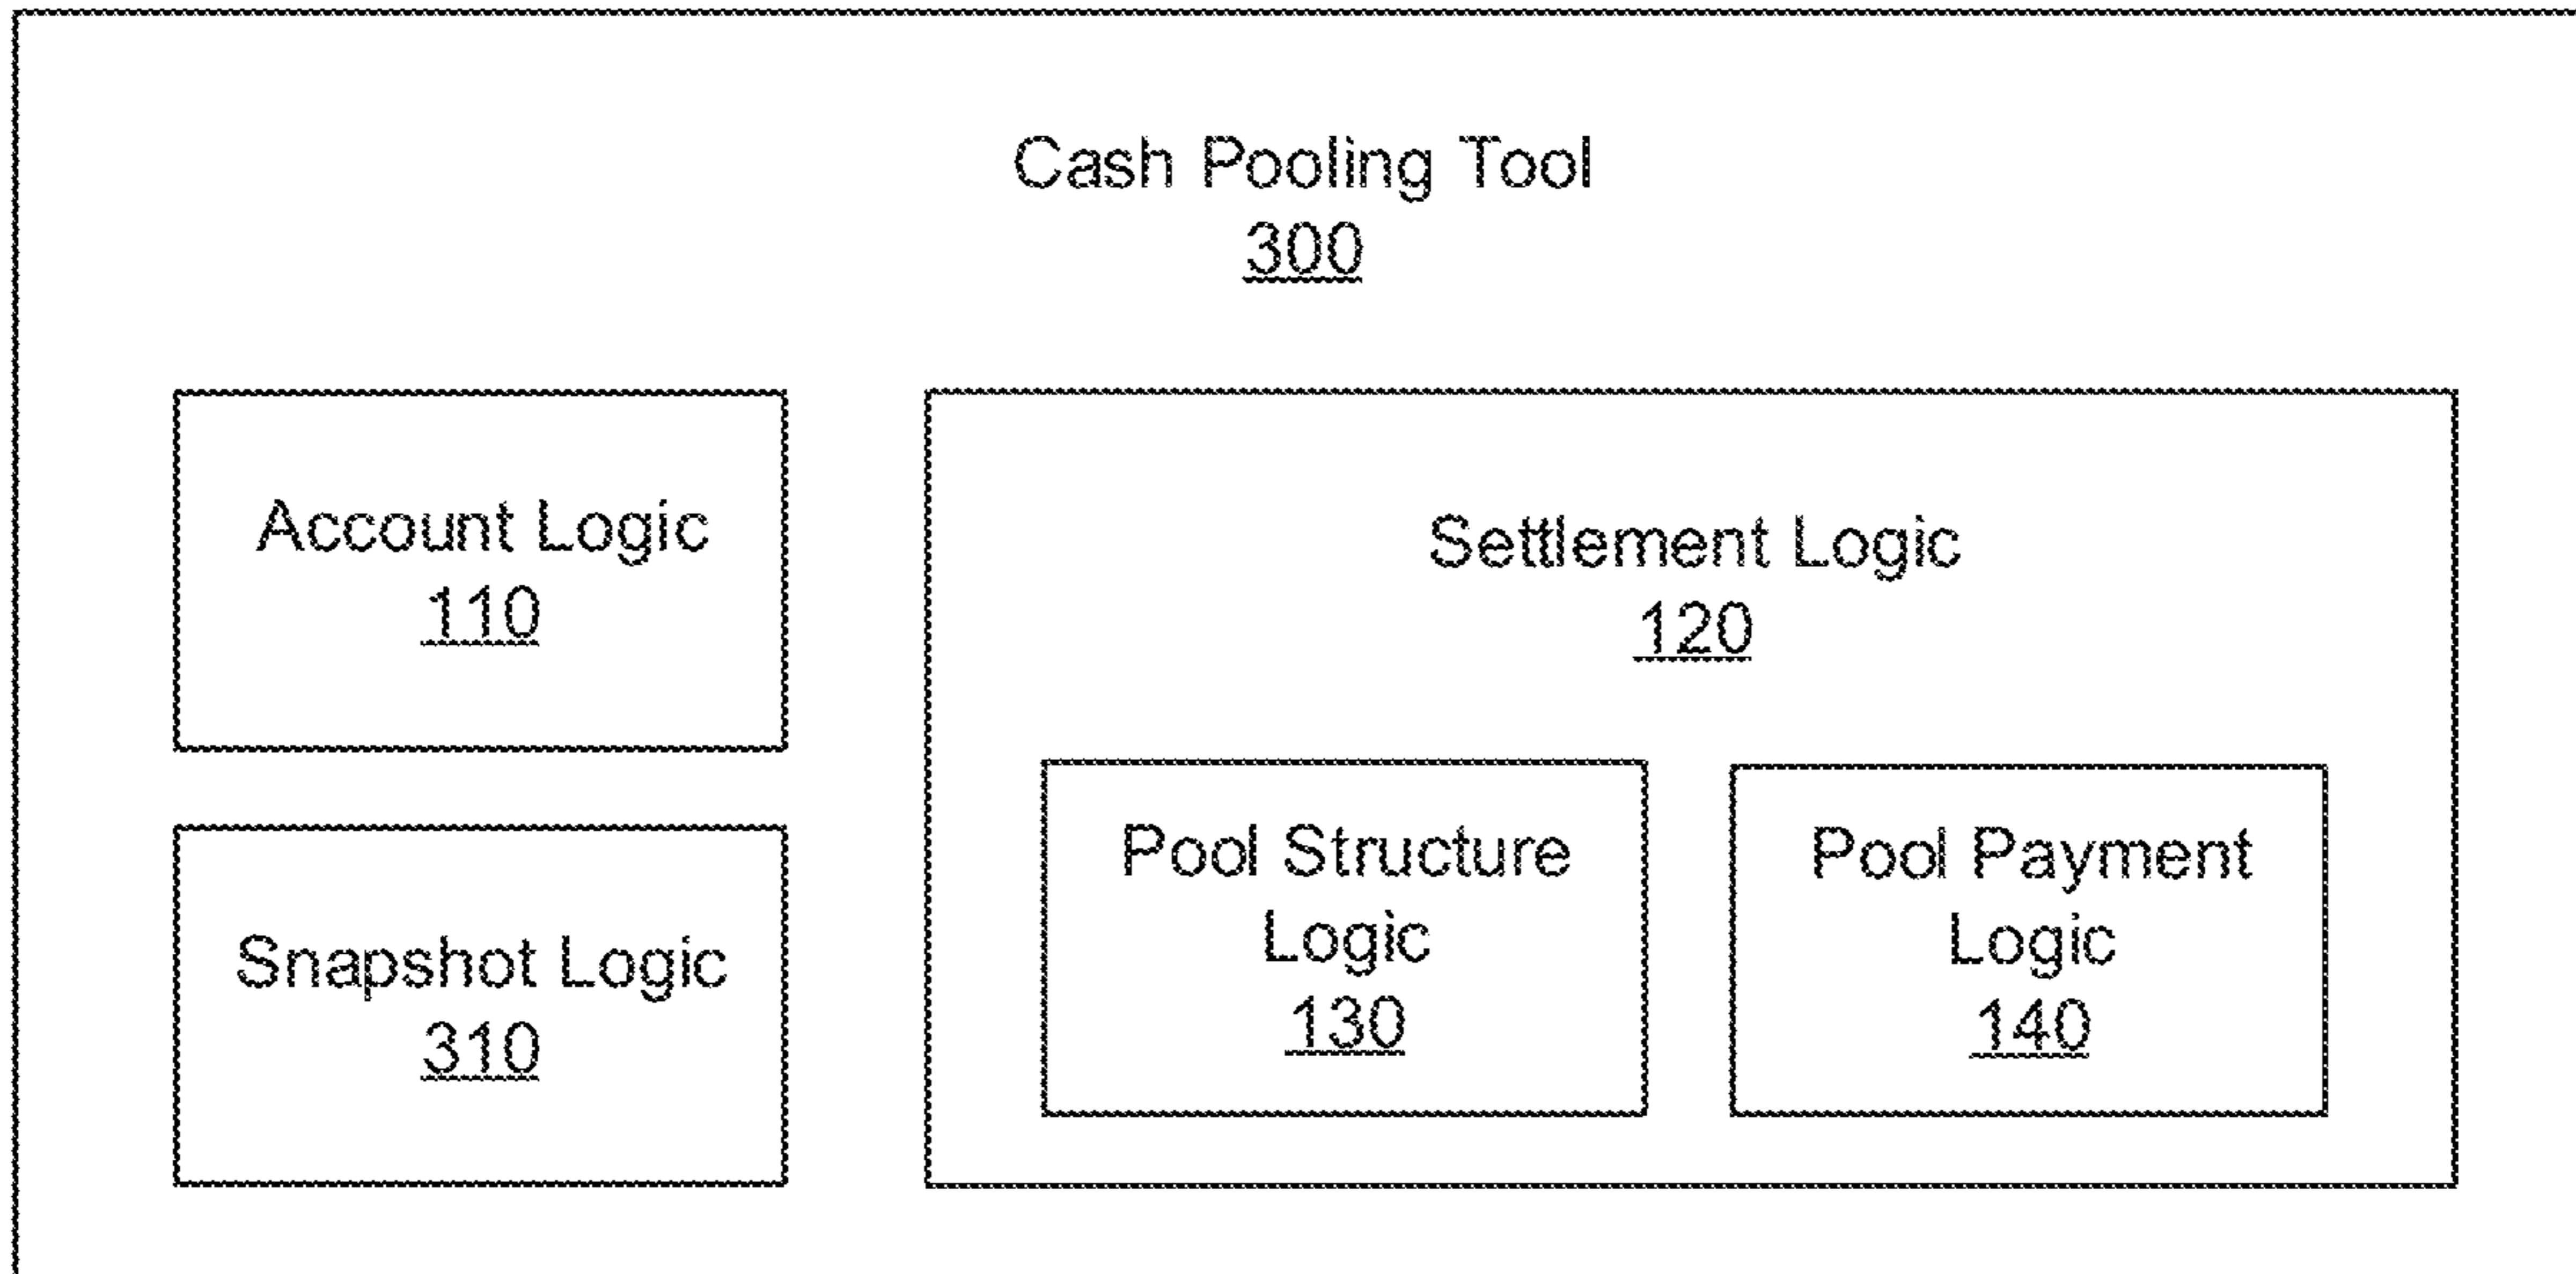 Cash Pooling Tool
300
Account Logic
110
Snapshot Logic
310
Settlement Logic
120
Pool Structure
Logic
130
Pool Payment
Logic
140